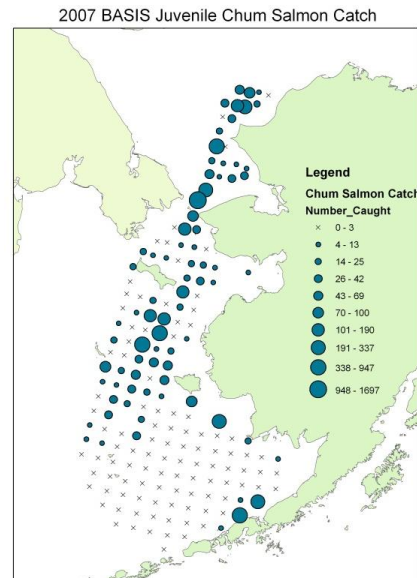 2007 BASIS Juvenile Chum Salmon Catch
Legend
Chum Salmon Catch
Number_Caught
0 - 3
4 - 13
14 - 25
26 - 42
43 - 69
70 - 100
101 - 190
191 - 337
338 - 947
948 - 1697